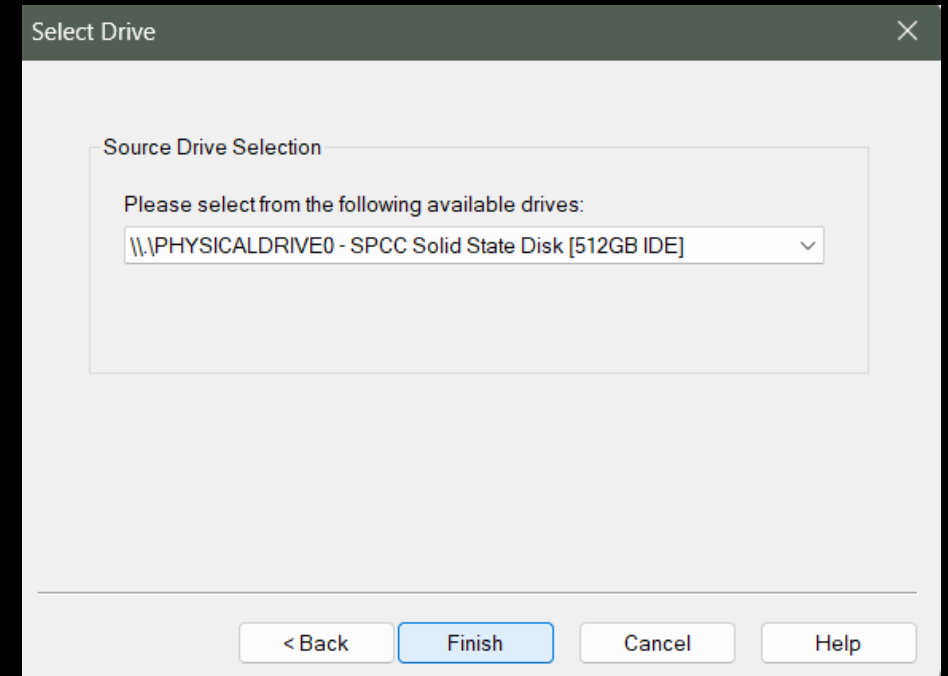 Select Drive
Source Drive Selection
Please select from the following available drives:
\\.\PHYSICALDRIVE0 - SPCC Solid State Disk [512GB IDE]
< Back Finish Cancel Help